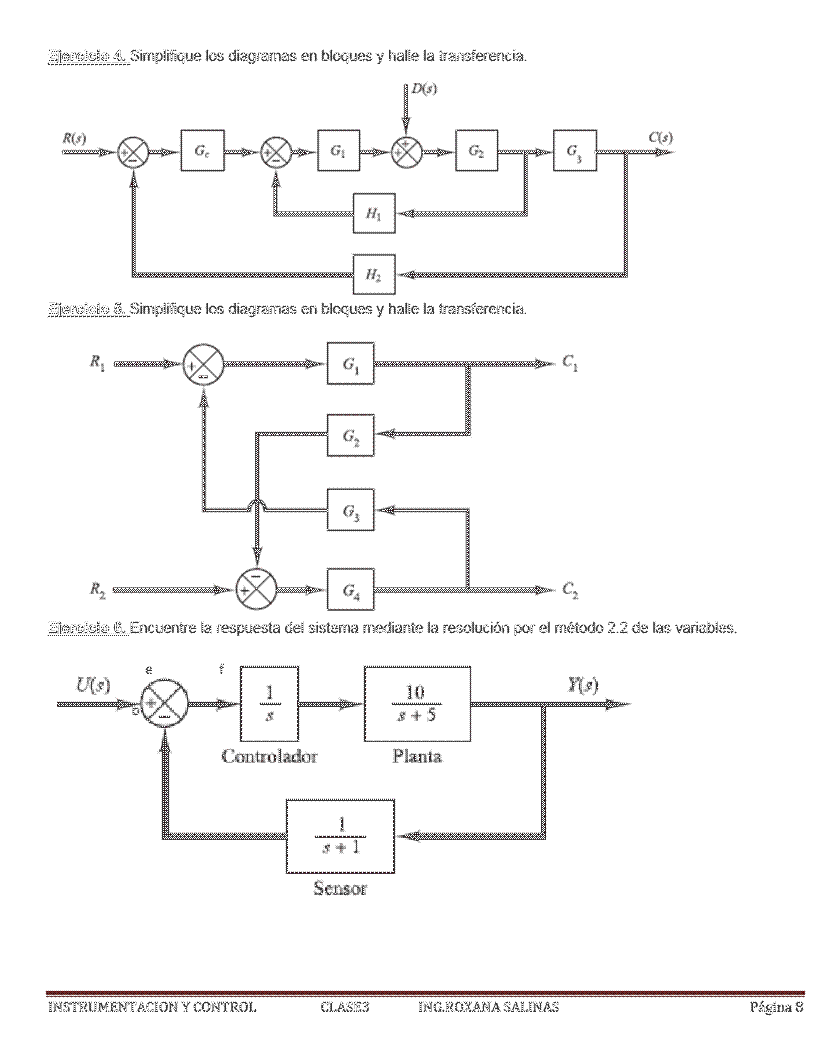 Ejercicio 4. Simplifique los diagramas en bloques y halle la transferencia.
D(s)
R(s)
C(s)
+
−
G_c
+
−
G_1
+
+
G_2
G_3
H_1
H_2
Ejercicio 5. Simplifique los diagramas en bloques y halle la transferencia.
R_1
+
−
G_1
C_1
G_2
G_3
R_2
+
−
G_4
C_2
Ejercicio 6. Encuentre la respuesta del sistema mediante la resolución por el método 2.2 de las variables.
e
f
U(s)
+
−
1
s
10
s + 5
Y(s)
Controlador
Planta
1
s + 1
Sensor
INSTRUMENTACION Y CONTROL CLASE3 ING.ROXANA SALINAS Página 8